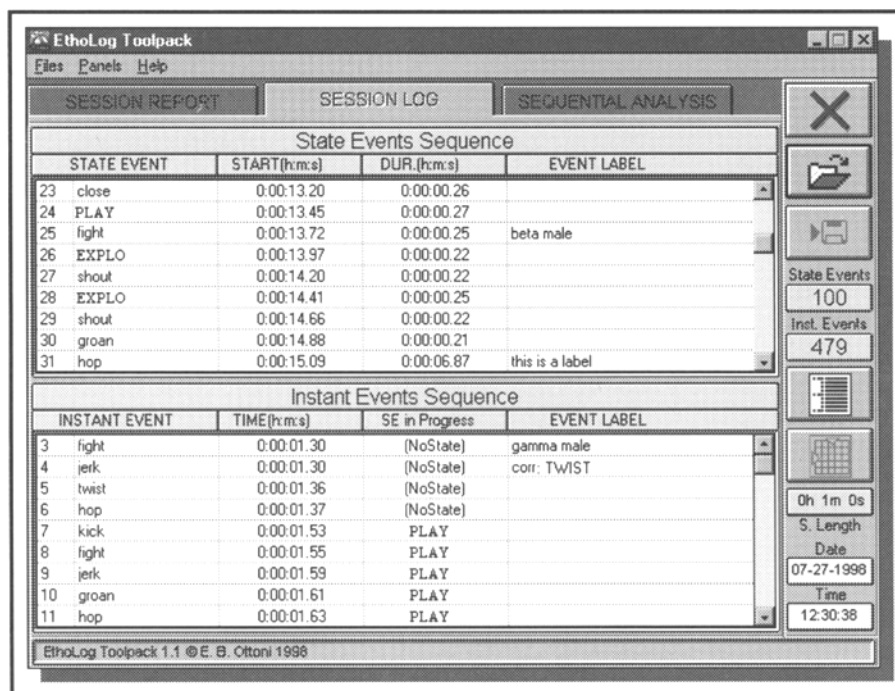 EthoLog Toolpack
Files Panels Help
SESSION REPORT SESSION LOG SEQUENTIAL ANALYSIS
State Events Sequence
STATE EVENT START(h:m:s) DUR.(h:m:s) EVENT LABEL
23 close 0:00:13.20 0:00:00.26
24 PLAY 0:00:13.45 0:00:00.27
25 fight 0:00:13.72 0:00:00.25 beta male
26 EXPLO 0:00:13.97 0:00:00.22
27 shout 0:00:14.20 0:00:00.22
28 EXPLO 0:00:14.41 0:00:00.25
29 shout 0:00:14.66 0:00:00.22
30 groan 0:00:14.88 0:00:00.21
31 hop 0:00:15.09 0:00:06.87 this is a label
Instant Events Sequence
INSTANT EVENT TIME(h:m:s) SE in Progress EVENT LABEL
3 fight 0:00:01.30 (NoState) gamma male
4 jerk 0:00:01.30 (NoState) corr: TWIST
5 twist 0:00:01.36 (NoState)
6 hop 0:00:01.37 (NoState)
7 kick 0:00:01.53 PLAY
8 fight 0:00:01.55 PLAY
9 jerk 0:00:01.59 PLAY
10 groan 0:00:01.61 PLAY
11 hop 0:00:01.63 PLAY
State Events
100
Inst. Events
479
0h 1m 0s
S. Length
Date
07-27-1998
Time
12:30:38
EthoLog Toolpack 1.1 © E. B. Ottoni 1998